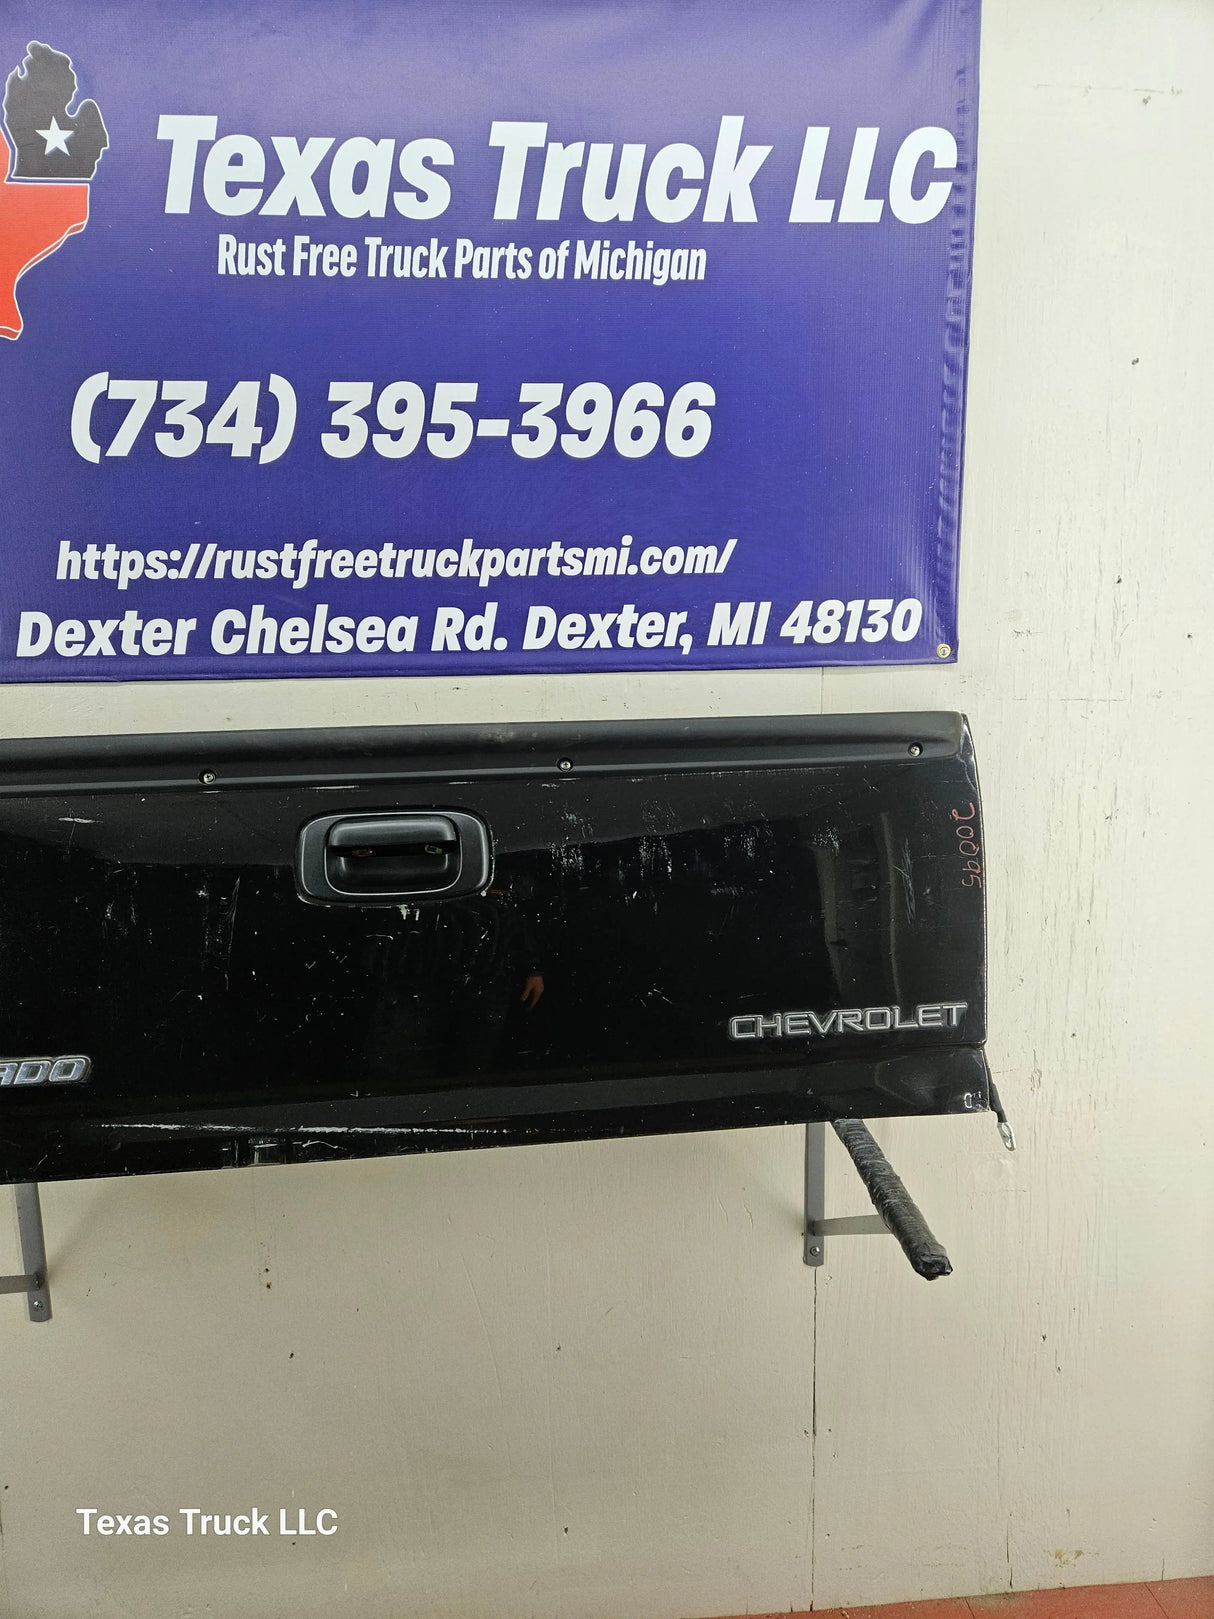 Texas Truck LLC
Rust Free Truck Parts of Michigan
(734) 395-3966
https://rustfreetruckpartsmi.com/
Dexter Chelsea Rd. Dexter, MI 48130
CHEVROLET
ADO
Texas Truck LLC